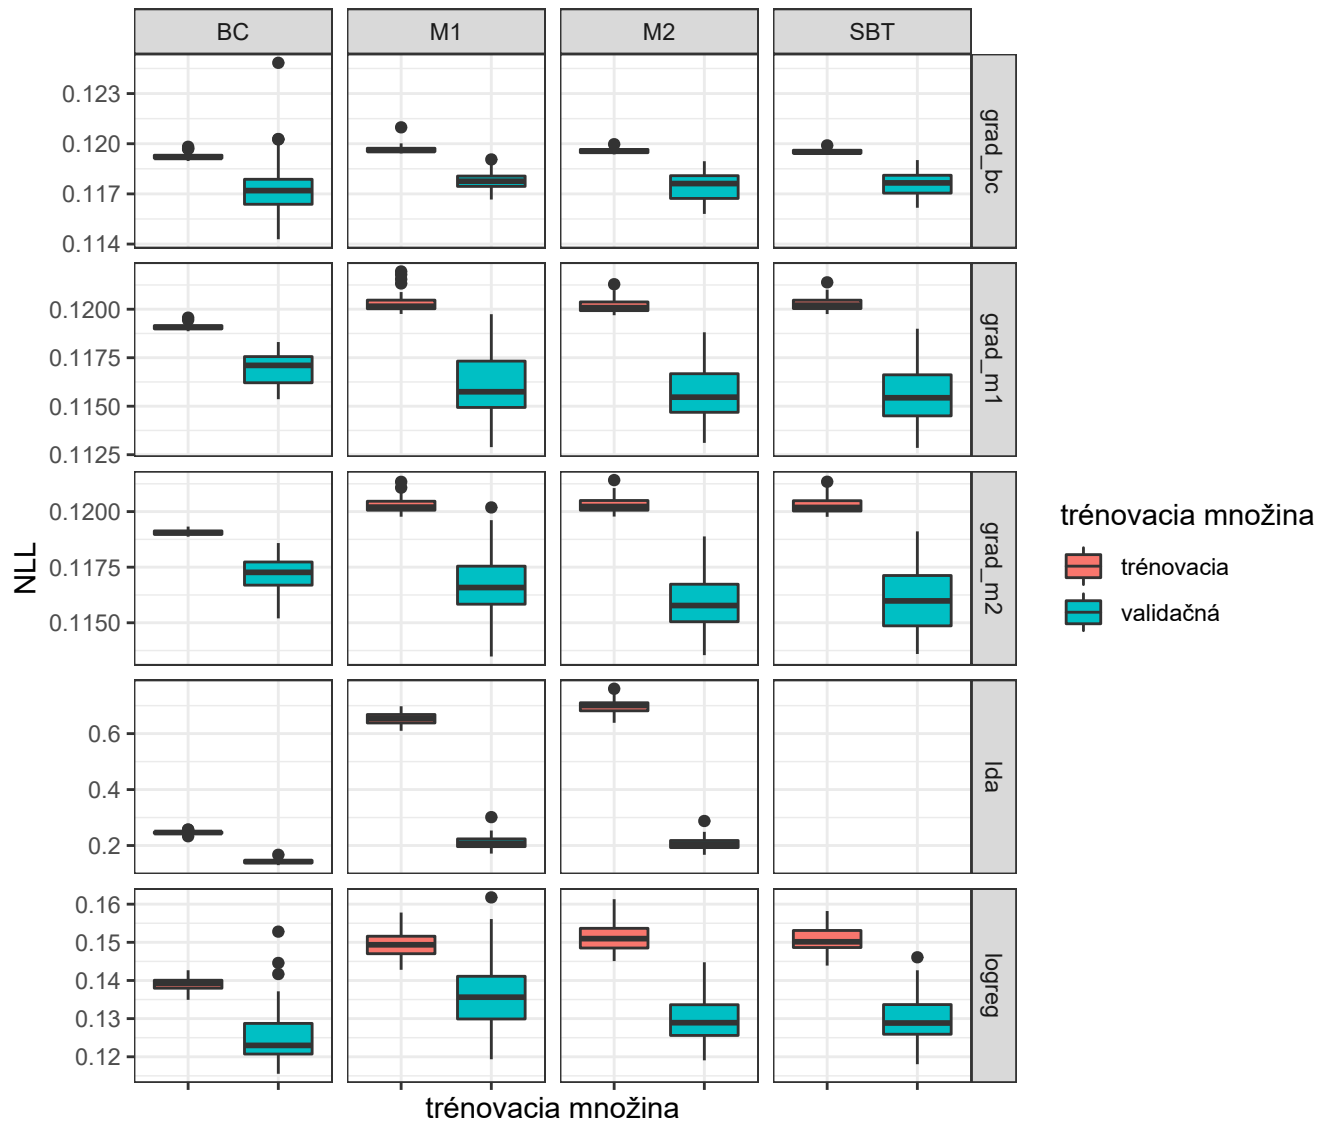 BC M1 M2 SBT
0.123
0.120
0.117
0.114
grad_bc
0.1200
0.1175
0.1150
0.1125
grad_m1
0.1200
0.1175
0.1150
grad_m2
0.6
0.4
0.2
lda
0.16
0.15
0.14
0.13
0.12
logreg
NLL
trénovacia množina
trénovacia množina
trénovacia
validačná